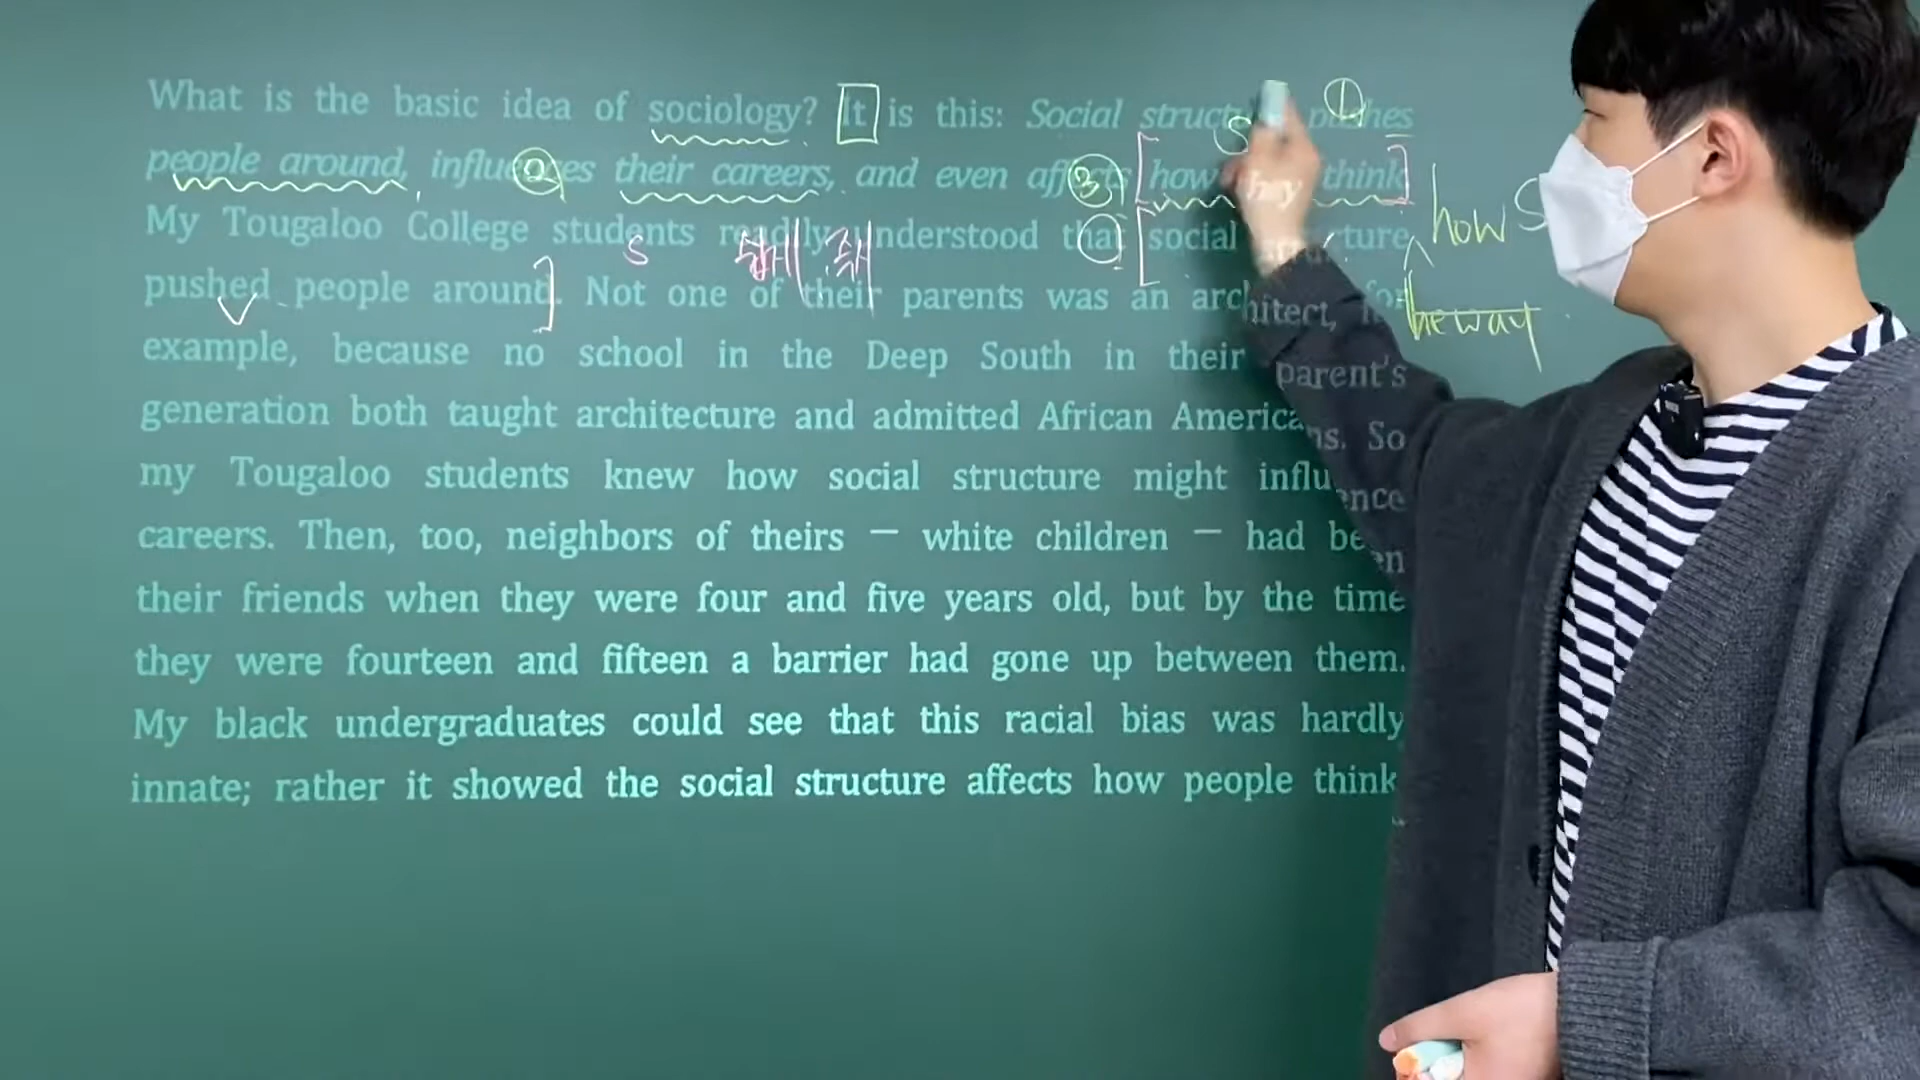 What is the basic idea of sociology? It is this: Social structure pushes
people around, influences their careers, and even affects how they think
My Tougaloo College students readily understood that social structure
pushed people around. Not one of their parents was an architect, for
example, because no school in the Deep South in their parent's
generation both taught architecture and admitted African Americans. So
my Tougaloo students knew how social structure might influence
careers. Then, too, neighbors of theirs — white children — had been
their friends when they were four and five years old, but by the time
they were fourteen and fifteen a barrier had gone up between them.
My black undergraduates could see that this racial bias was hardly
innate; rather it showed the social structure affects how people think
①
S
②
③
how S
S
쉽게
①
the way
V